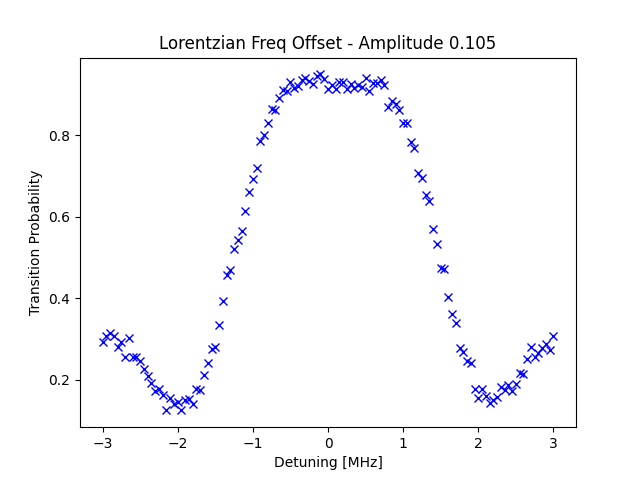 Lorentzian Freq Offset - Amplitude 0.105
Transition Probability
0.8
0.6
0.4
0.2
−3 −2 −1 0 1 2 3
Detuning [MHz]